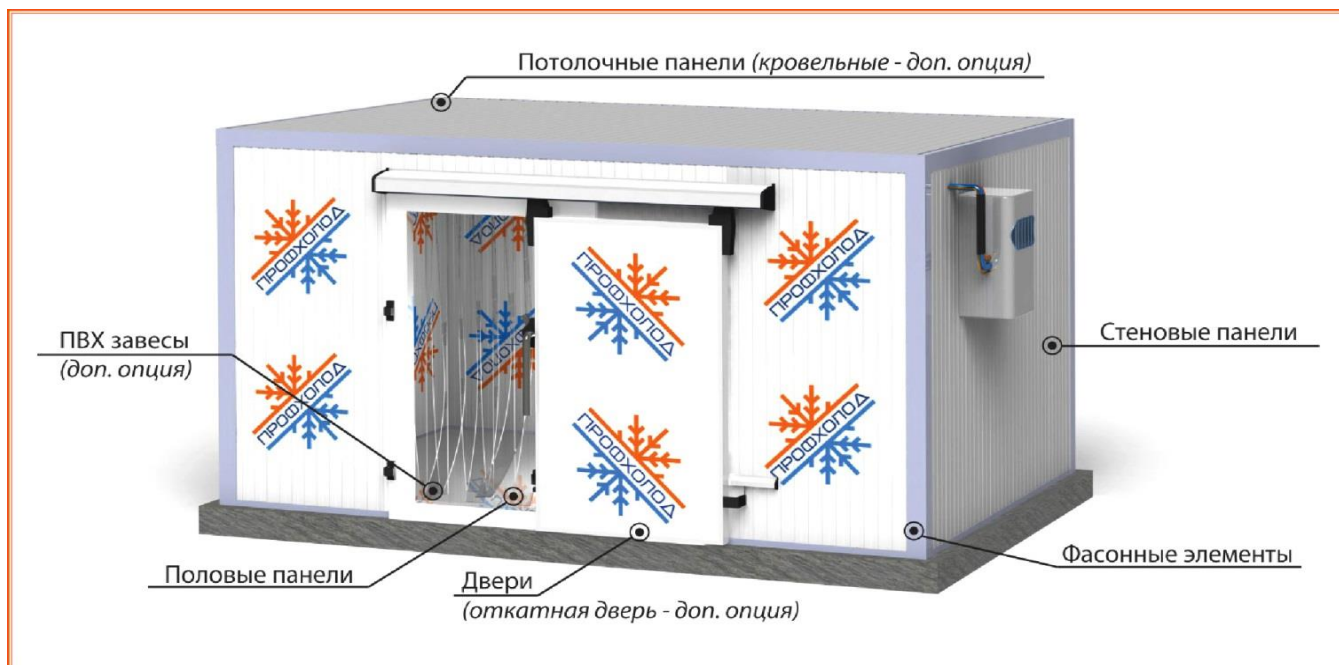 Потолочные панели (кровельные - доп. опция)
ПРОФХОЛОД
ПРОФХОЛОД
ПРОФХОЛОД
ПВХ завесы
(доп. опция)
Стеновые панели
ПРОФХОЛОД
ПРОФХОЛОД
ПРОФХОЛОД
Фасонные элементы
Половые панели
Двери
(откатная дверь - доп. опция)